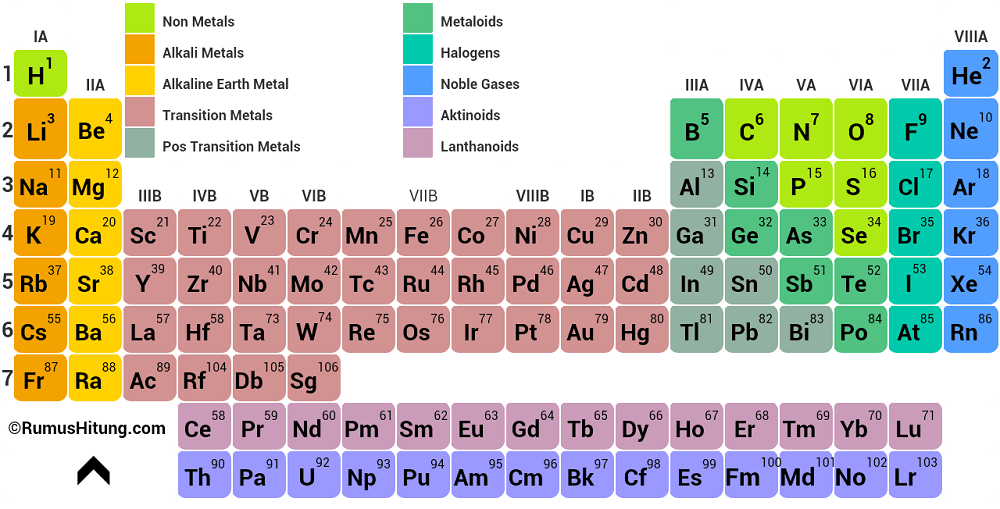 Non Metals Metaloids
IA Alkali Metals Halogens VIIIA
1 H 1 IIA Alkaline Earth Metal Noble Gases IIIA IVA VA VIA VIIA He 2
Transition Metals Aktinoids
2 Li 3 Be 4 Pos Transition Metals Lanthanoids B 5 C 6 N 7 O 8 F 9 Ne 10
3 Na 11 Mg 12 IIIB IVB VB VIB VIIB VIIIB IB IIB Al 13 Si 14 P 15 S 16 Cl 17 Ar 18
4 K 19 Ca 20 Sc 21 Ti 22 V 23 Cr 24 Mn 25 Fe 26 Co 27 Ni 28 Cu 29 Zn 30 Ga 31 Ge 32 As 33 Se 34 Br 35 Kr 36
5 Rb 37 Sr 38 Y 39 Zr 40 Nb 41 Mo 42 Tc 43 Ru 44 Rh 45 Pd 46 Ag 47 Cd 48 In 49 Sn 50 Sb 51 Te 52 I 53 Xe 54
6 Cs 55 Ba 56 La 57 Hf 58 Ta 73 W 74 Re 75 Os 76 Ir 77 Pt 78 Au 79 Hg 80 Tl 81 Pb 82 Bi 83 Po 84 At 85 Rn 86
7 Fr 87 Ra 88 Ac 89 Rf 104 Db 105 Sg 106
©RumusHitung.com Ce 58 Pr 59 Nd 60 Pm 61 Sm 62 Eu 63 Gd 64 Tb 65 Dy 66 Ho 67 Er 68 Tm 69 Yb 70 Lu 71
Th 90 Pa 91 U 92 Np 93 Pu 94 Am 95 Cm 96 Bk 97 Cf 98 Es 99 Fm 100 Md 101 No 102 Lr 103